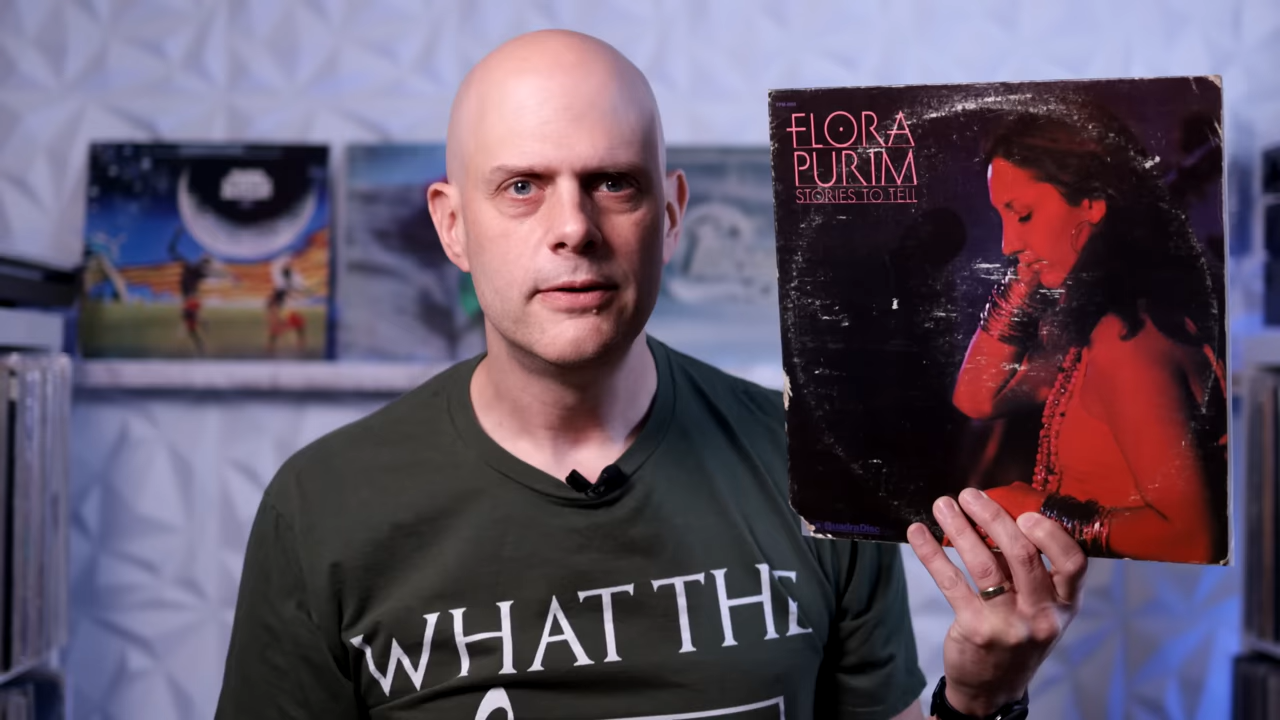 FLORA
PURIM
STORIES TO TELL
QuadraDisc
WHAT THE